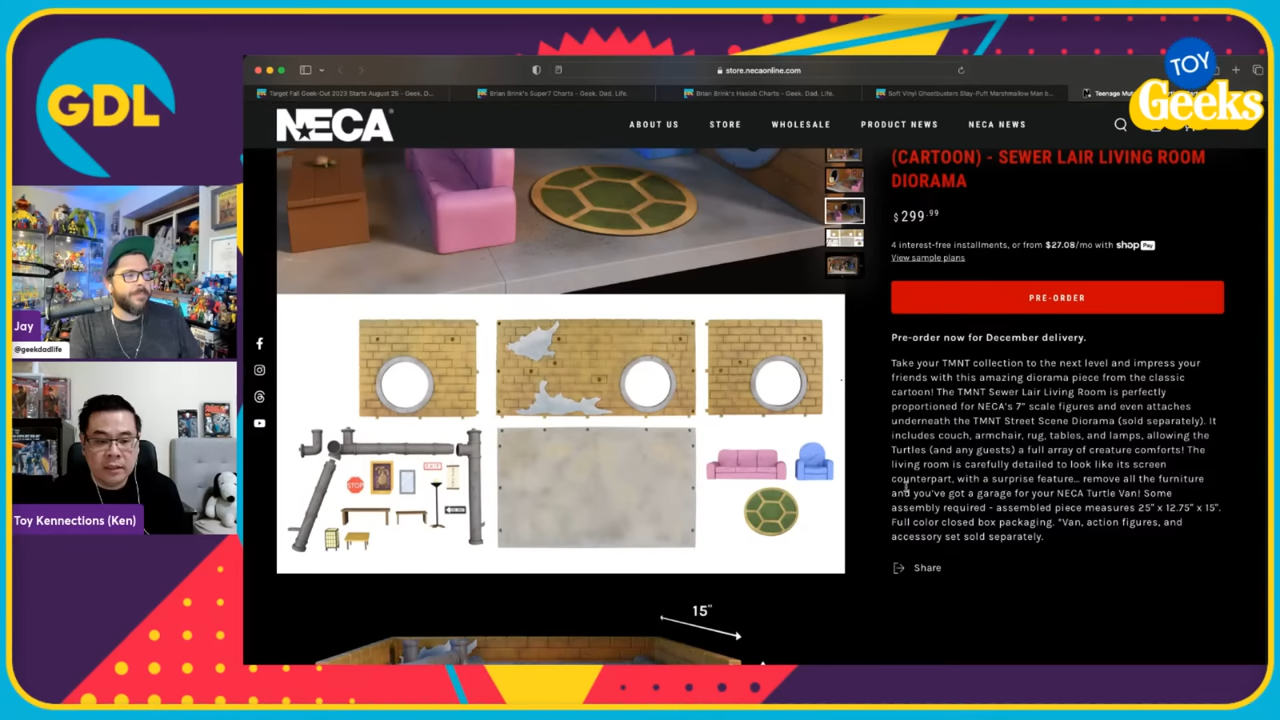 GDL
TOY
Geeks
store.necaonline.com
Target Fall Geek-Out 2023 Starts August 25 - Geek, D...
Brian Brink's Super7 Charts - Geek. Dad. Life.
Brian Brink's Haslab Charts - Geek. Dad. Life.
Soft Vinyl Ghostbusters Stay-Puft Marshmallow Man b...
Teenage Mu
NECA
ABOUT US
STORE
WHOLESALE
PRODUCT NEWS
NECA NEWS
(CARTOON) - SEWER LAIR LIVING ROOM
DIORAMA
$299.99
4 interest-free installments, or from $27.08/mo with shop Pay
View sample plans
PRE-ORDER
Pre-order now for December delivery.
Take your TMNT collection to the next level and impress your
friends with this amazing diorama piece from the classic
cartoon! The TMNT Sewer Lair Living Room is perfectly
proportioned for NECA's 7" scale figures and even attaches
underneath the TMNT Street Scene Diorama (sold separately). It
includes couch, armchair, rug, tables, and lamps, allowing the
Turtles (and any guests) a full array of creature comforts! The
living room is carefully detailed to look like its screen
counterpart, with a surprise feature... remove all the furniture
and you've got a garage for your NECA Turtle Van! Some
assembly required - assembled piece measures 25" x 12.75" x 15".
Full color closed box packaging. *Van, action figures, and
accessory set sold separately.
Share
STOP
15"
Jay
@geekdadlife
Toy Kennections (Ken)